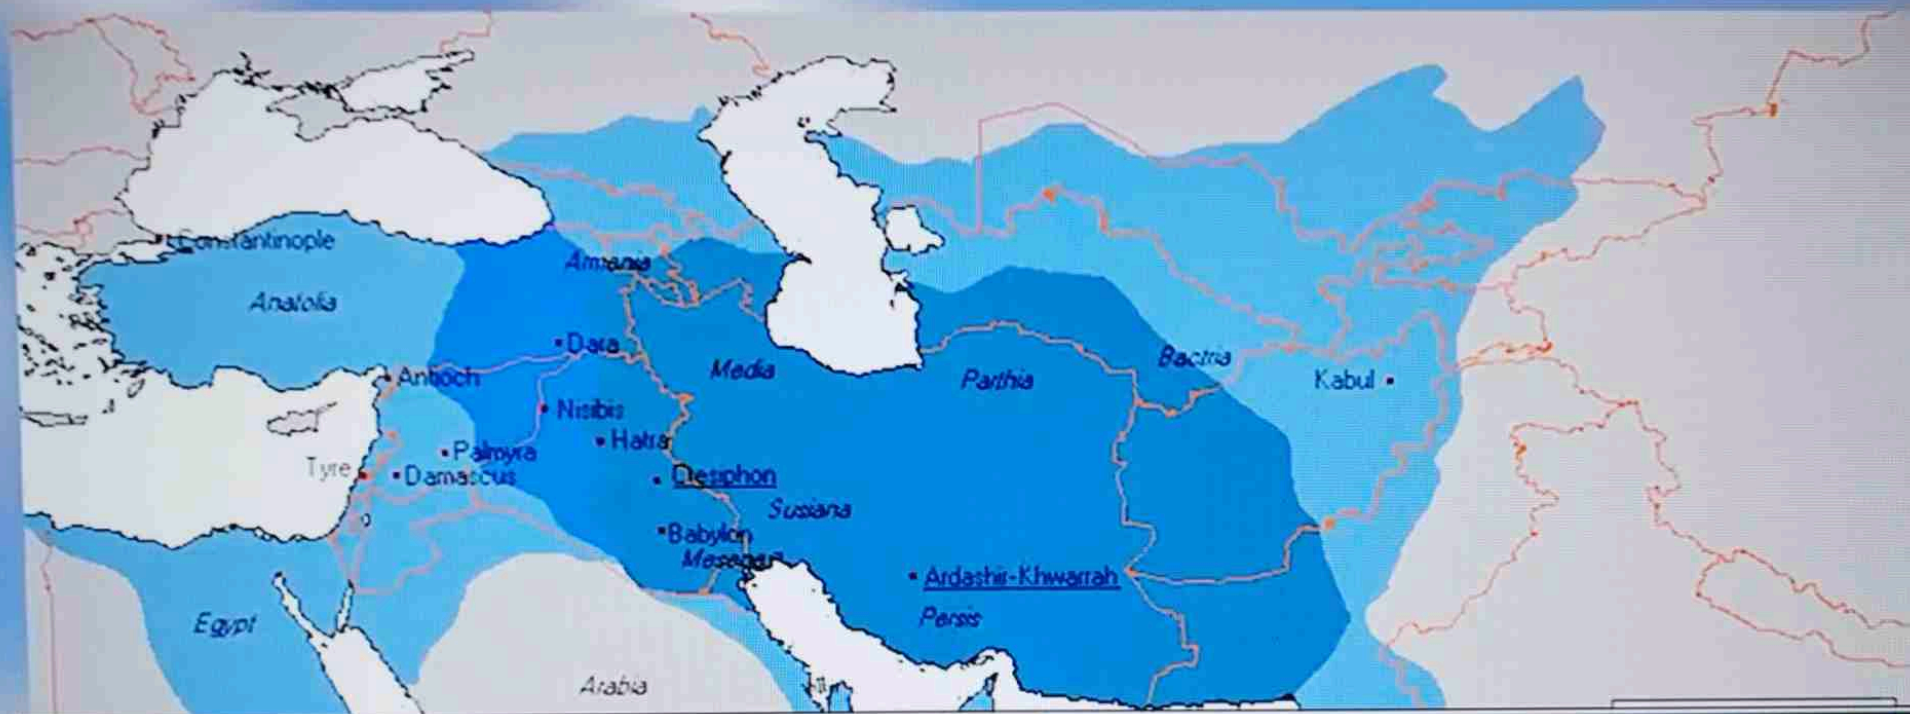 Constantinople
Armania
Anatolia
Dara
Media
Parthia
Bactria
Kabul
Antioch
Nisibis
Hatra
Palmyra
Tyre
Damascus
Ctesiphon
Susiana
Babylon
Ardashir-Khwarrah
Persis
Egypt
Arabia